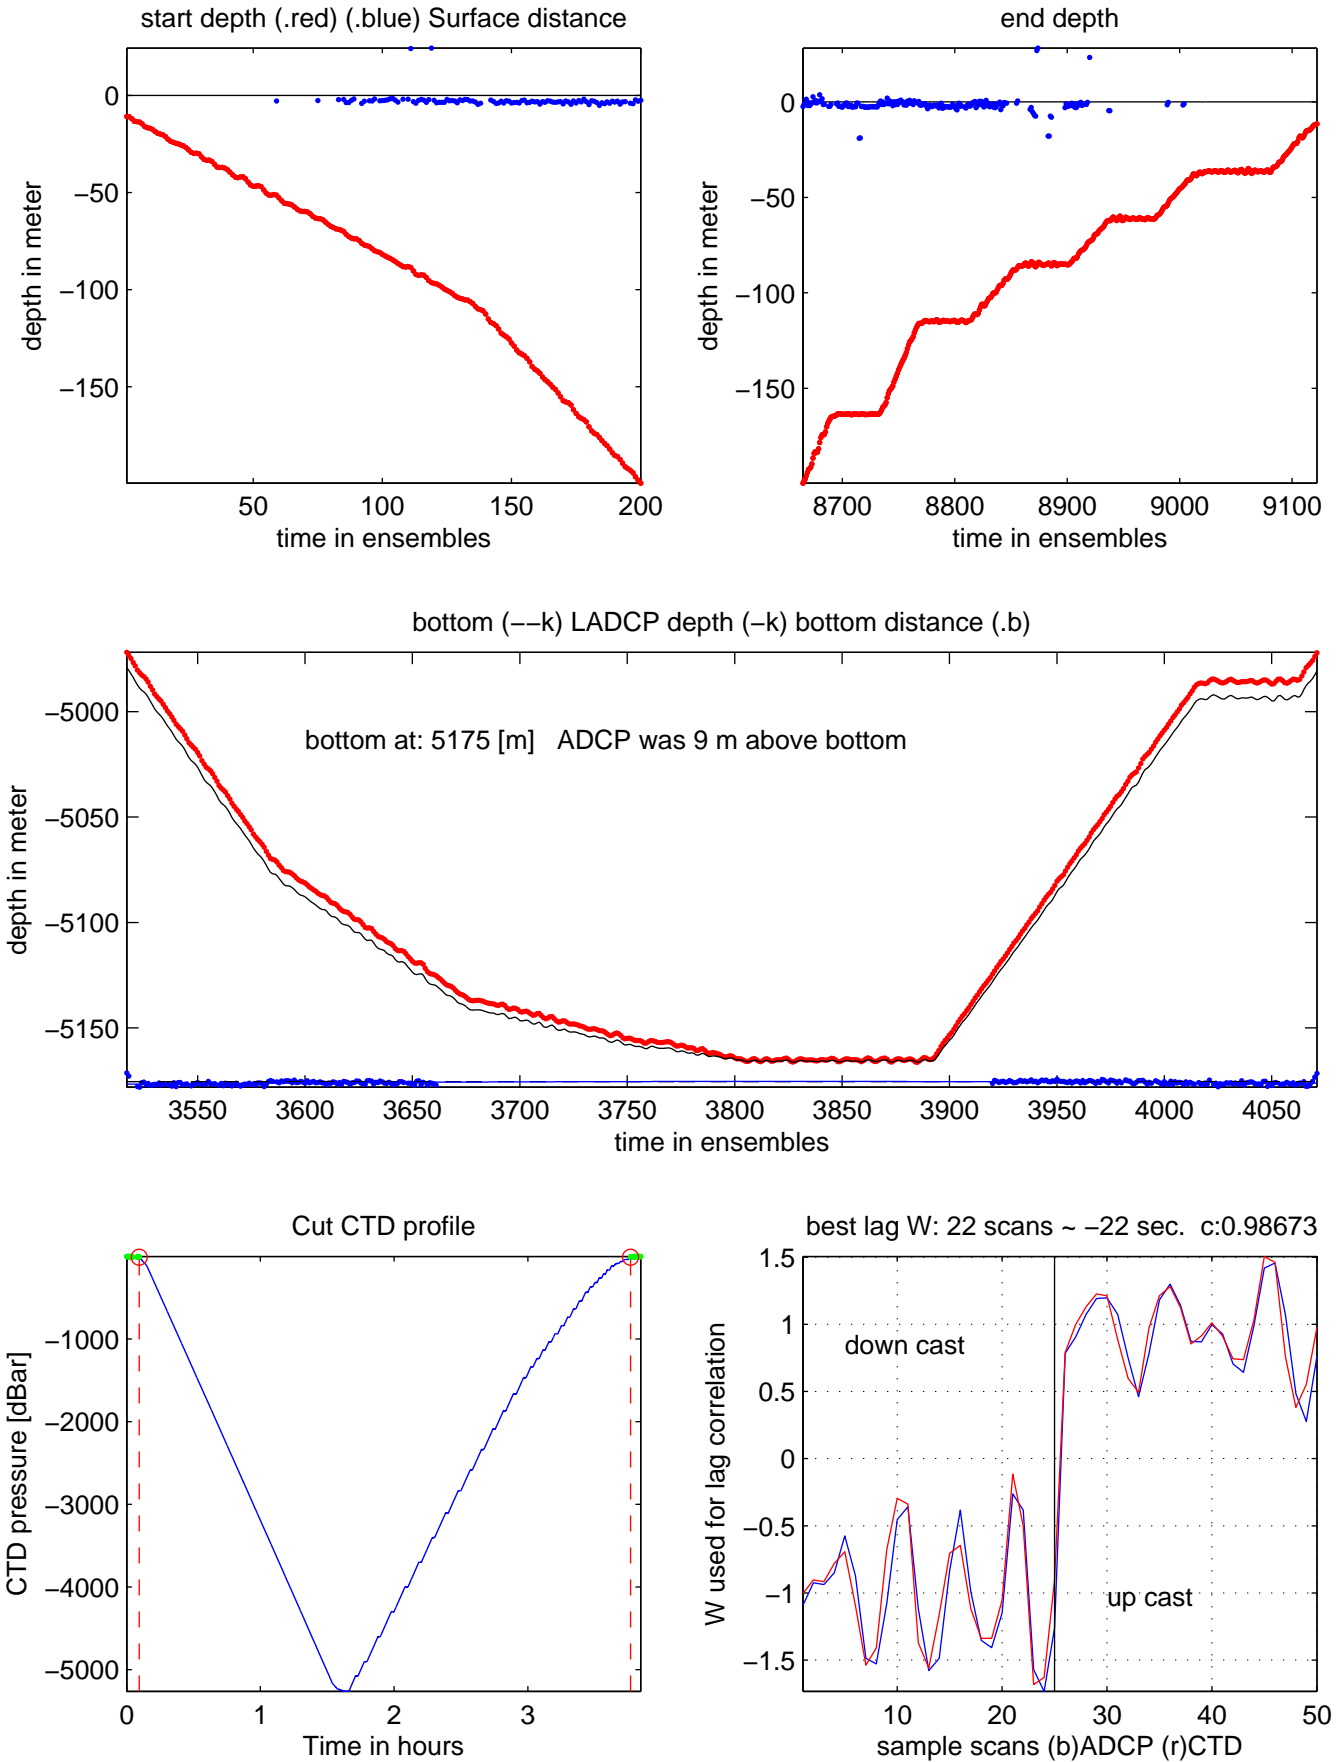 start depth (.red) (.blue) Surface distance
0
−50
−100
−150
depth in meter
50 100 150 200
time in ensembles
end depth
0
−50
−100
−150
depth in meter
8700 8800 8900 9000 9100
time in ensembles
bottom (−−k) LADCP depth (−k) bottom distance (.b)
−5000
−5050
−5100
−5150
depth in meter
bottom at: 5175 [m] ADCP was 9 m above bottom
3550 3600 3650 3700 3750 3800 3850 3900 3950 4000 4050
time in ensembles
Cut CTD profile
−1000
−2000
−3000
−4000
−5000
CTD pressure [dBar]
0 1 2 3
Time in hours
best lag W: 22 scans ~ −22 sec. c:0.98673
1.5
1
0.5
0
−0.5
−1
−1.5
W used for lag correlation
down cast
up cast
10 20 30 40 50
sample scans (b)ADCP (r)CTD